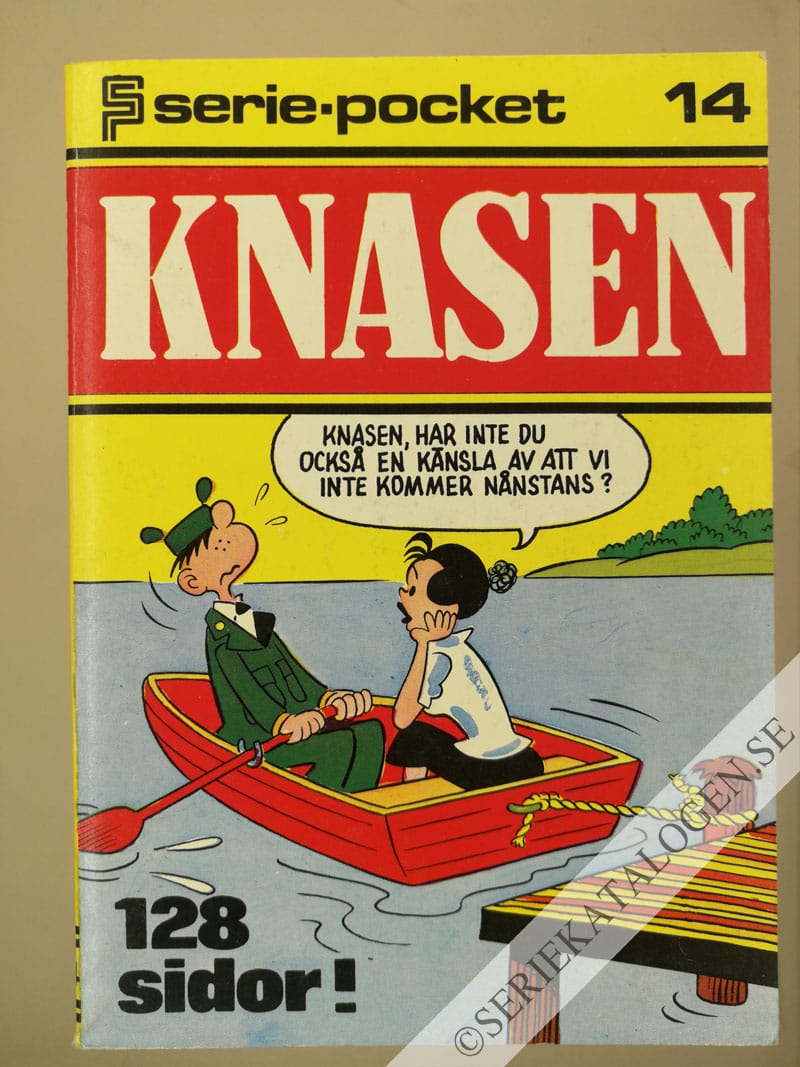 serie·pocket 14
KNASEN
KNASEN, HAR INTE DU
OCKSÅ EN KÄNSLA AV ATT VI
INTE KOMMER NÅNSTANS?
128
sidor!
©SERIEKATALOGEN.SE